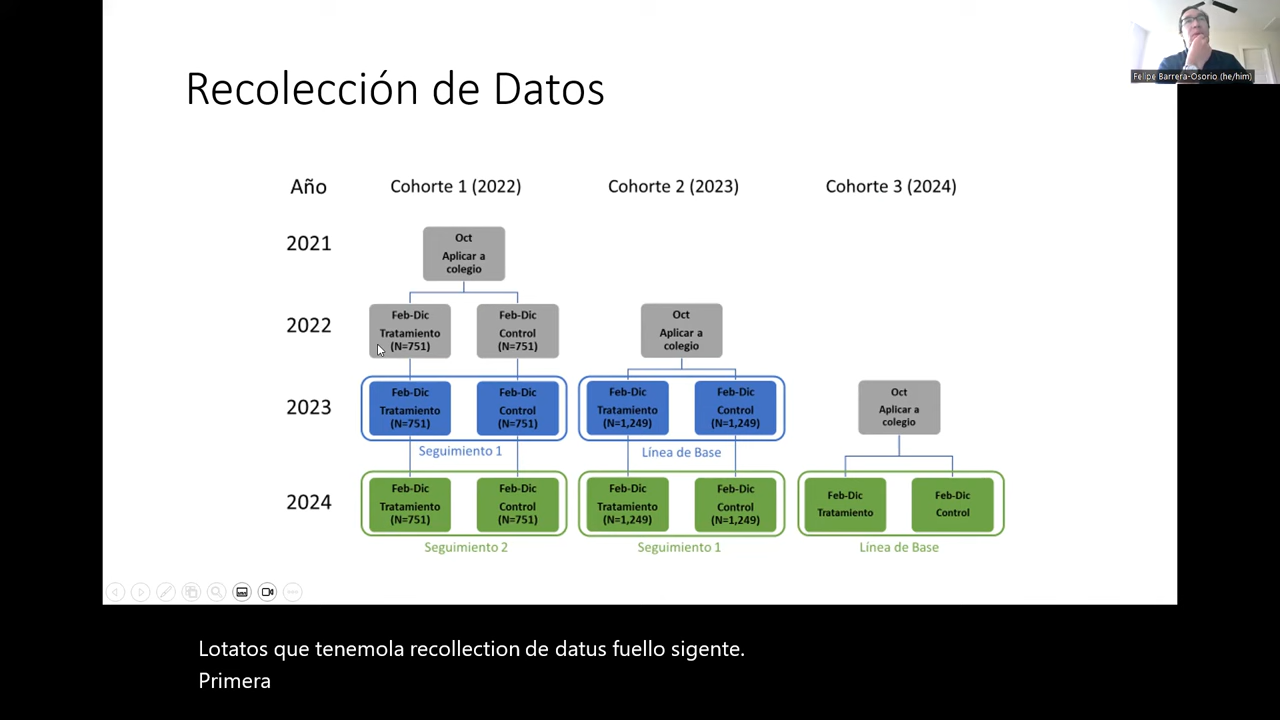 Felipe Barrera-Osorio (he/him)
Recolección de Datos
Año
Cohorte 1 (2022)
Cohorte 2 (2023)
Cohorte 3 (2024)
2021
Oct
Aplicar a
colegio
2022
Feb-Dic
Tratamiento
(N=751)
Feb-Dic
Control
(N=751)
Oct
Aplicar a
colegio
2023
Feb-Dic
Tratamiento
(N=751)
Feb-Dic
Control
(N=751)
Seguimiento 1
Feb-Dic
Tratamiento
(N=1,249)
Feb-Dic
Control
(N=1,249)
Línea de Base
Oct
Aplicar a
colegio
2024
Feb-Dic
Tratamiento
(N=751)
Feb-Dic
Control
(N=751)
Seguimiento 2
Feb-Dic
Tratamiento
(N=1,249)
Feb-Dic
Control
(N=1,249)
Seguimiento 1
Feb-Dic
Tratamiento
Feb-Dic
Control
Línea de Base
Lotatos que tenemola recollection de datus fuello sigente.
Primera